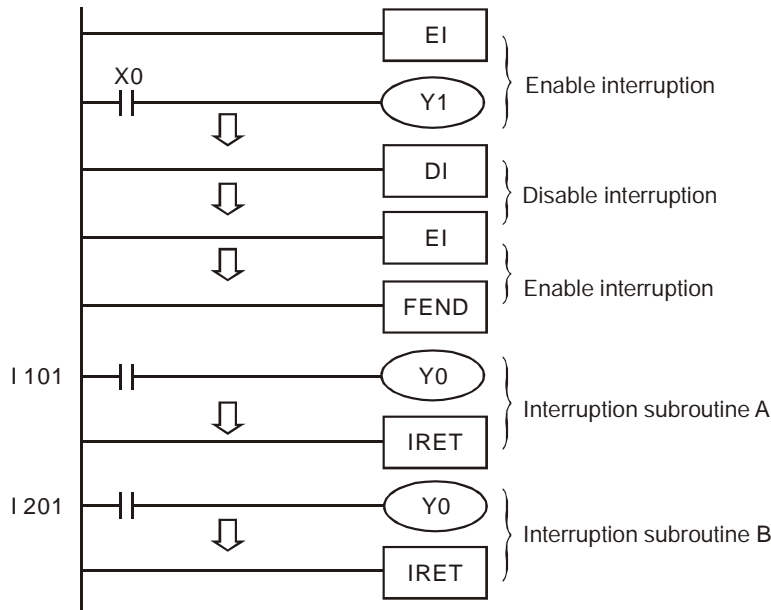 EI
Enable interruption
X0
Y1
DI
Disable interruption
EI
Enable interruption
FEND
I 101
Y0
Interruption subroutine A
IRET
I 201
Y0
Interruption subroutine B
IRET